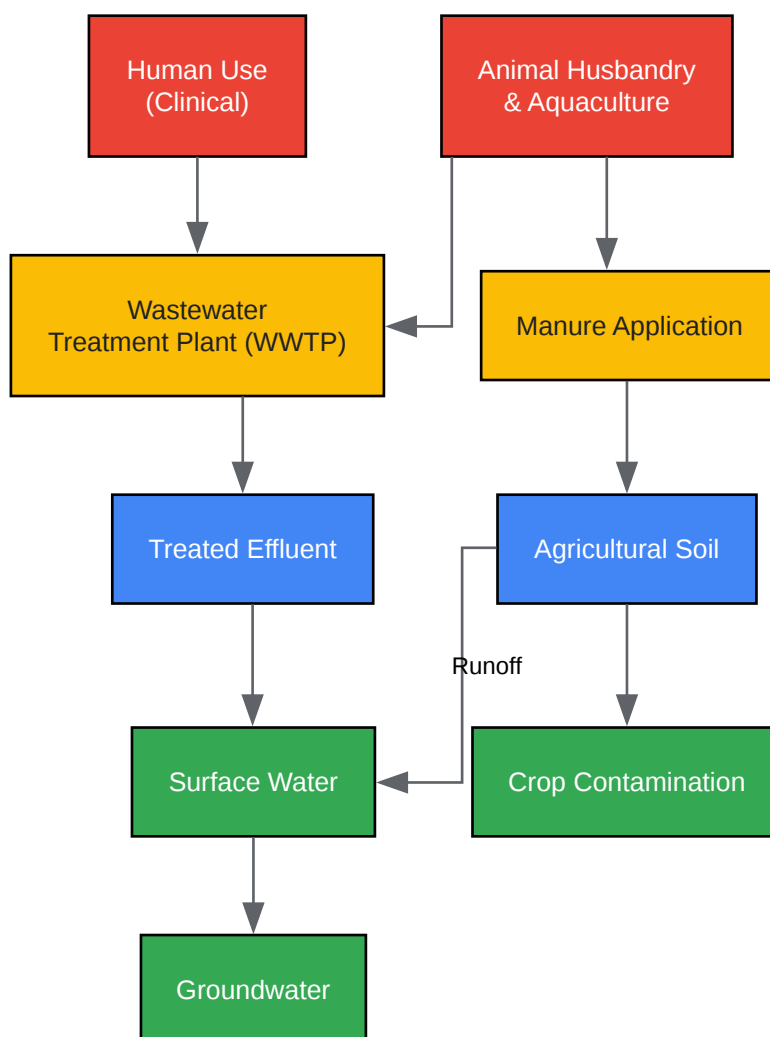 Human Use
(Clinical)
Animal Husbandry
& Aquaculture
Wastewater
Treatment Plant (WWTP)
Manure Application
Treated Effluent
Agricultural Soil
Runoff
Surface Water
Crop Contamination
Groundwater